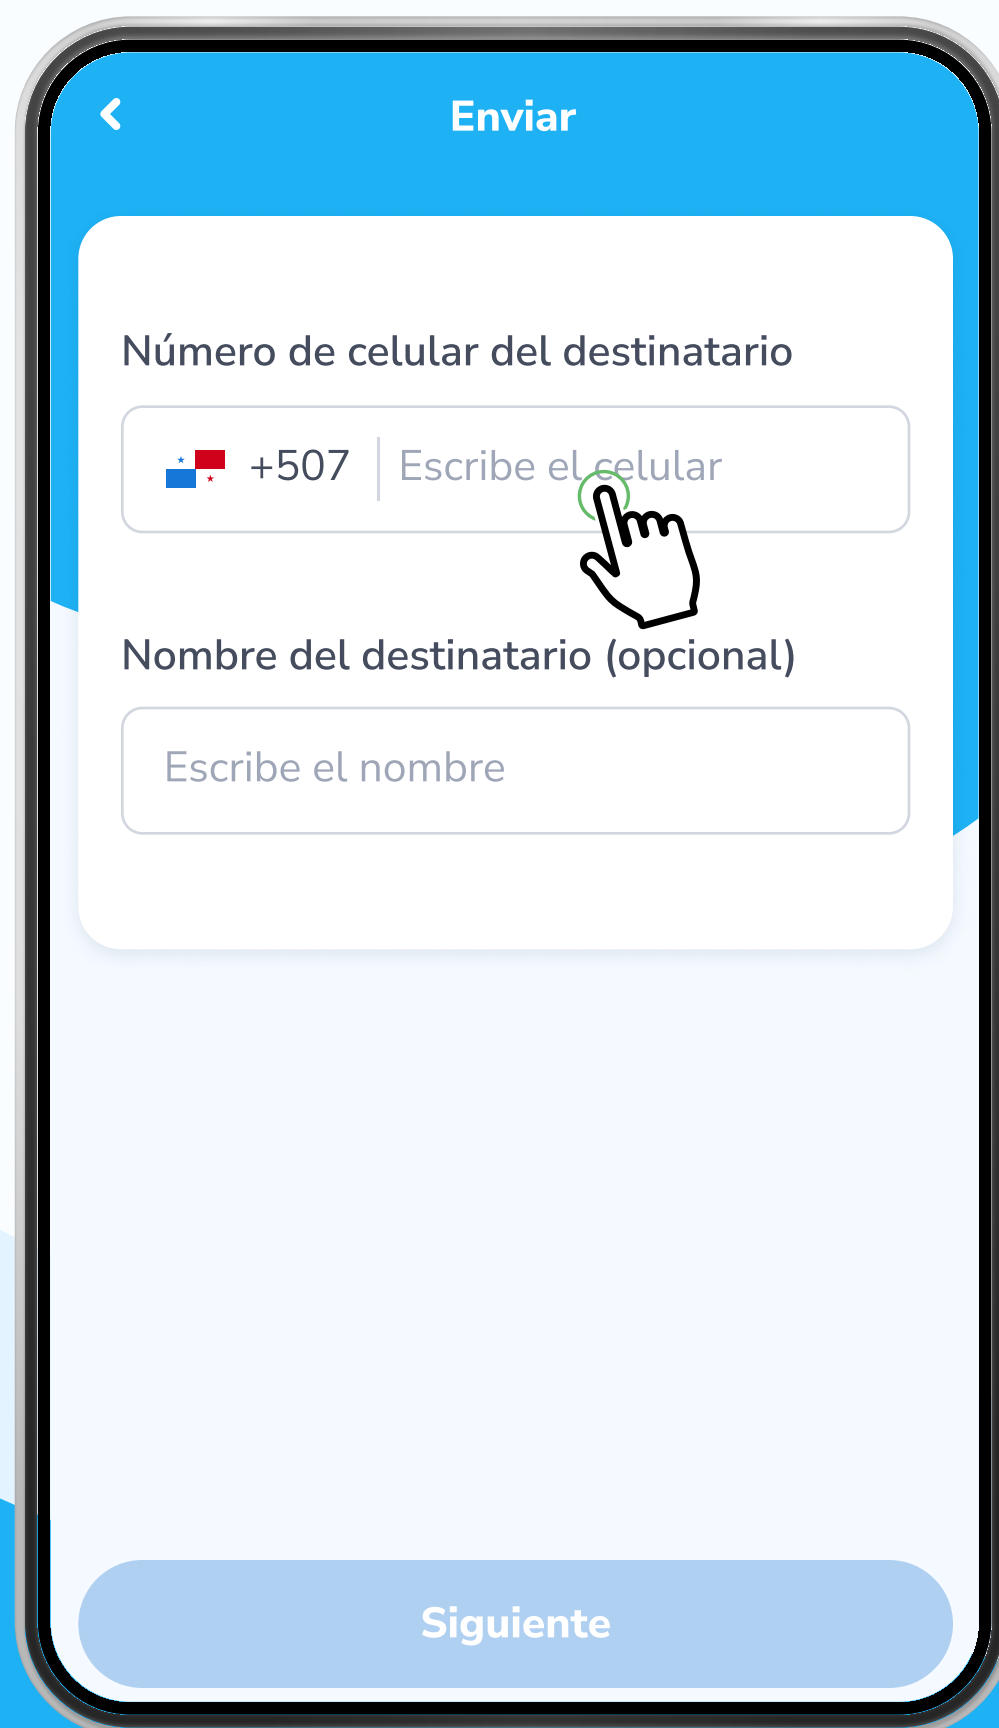 Enviar
Número de celular del destinatario
+507 Escribe el celular
Nombre del destinatario (opcional)
Escribe el nombre
Siguiente